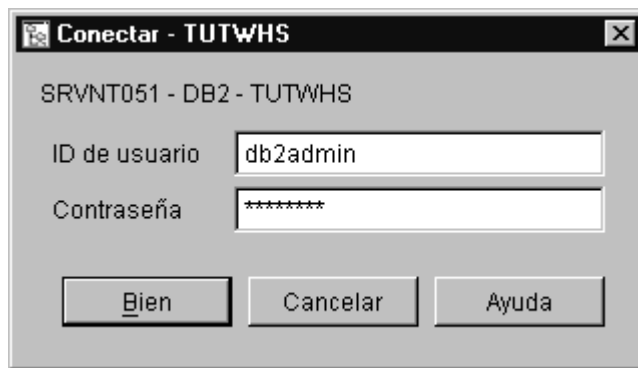 Conectar - TUTWHS
SRVNT051 - DB2 - TUTWHS
ID de usuario db2admin
Contraseña ********
Bien Cancelar Ayuda